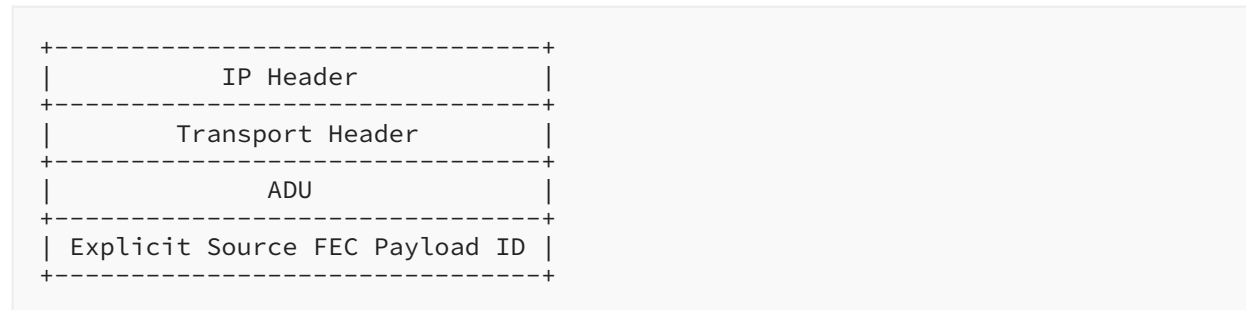 +--------------------------------+
|           IP Header            |
+--------------------------------+
|        Transport Header        |
+--------------------------------+
|              ADU               |
+--------------------------------+
| Explicit Source FEC Payload ID |
+--------------------------------+